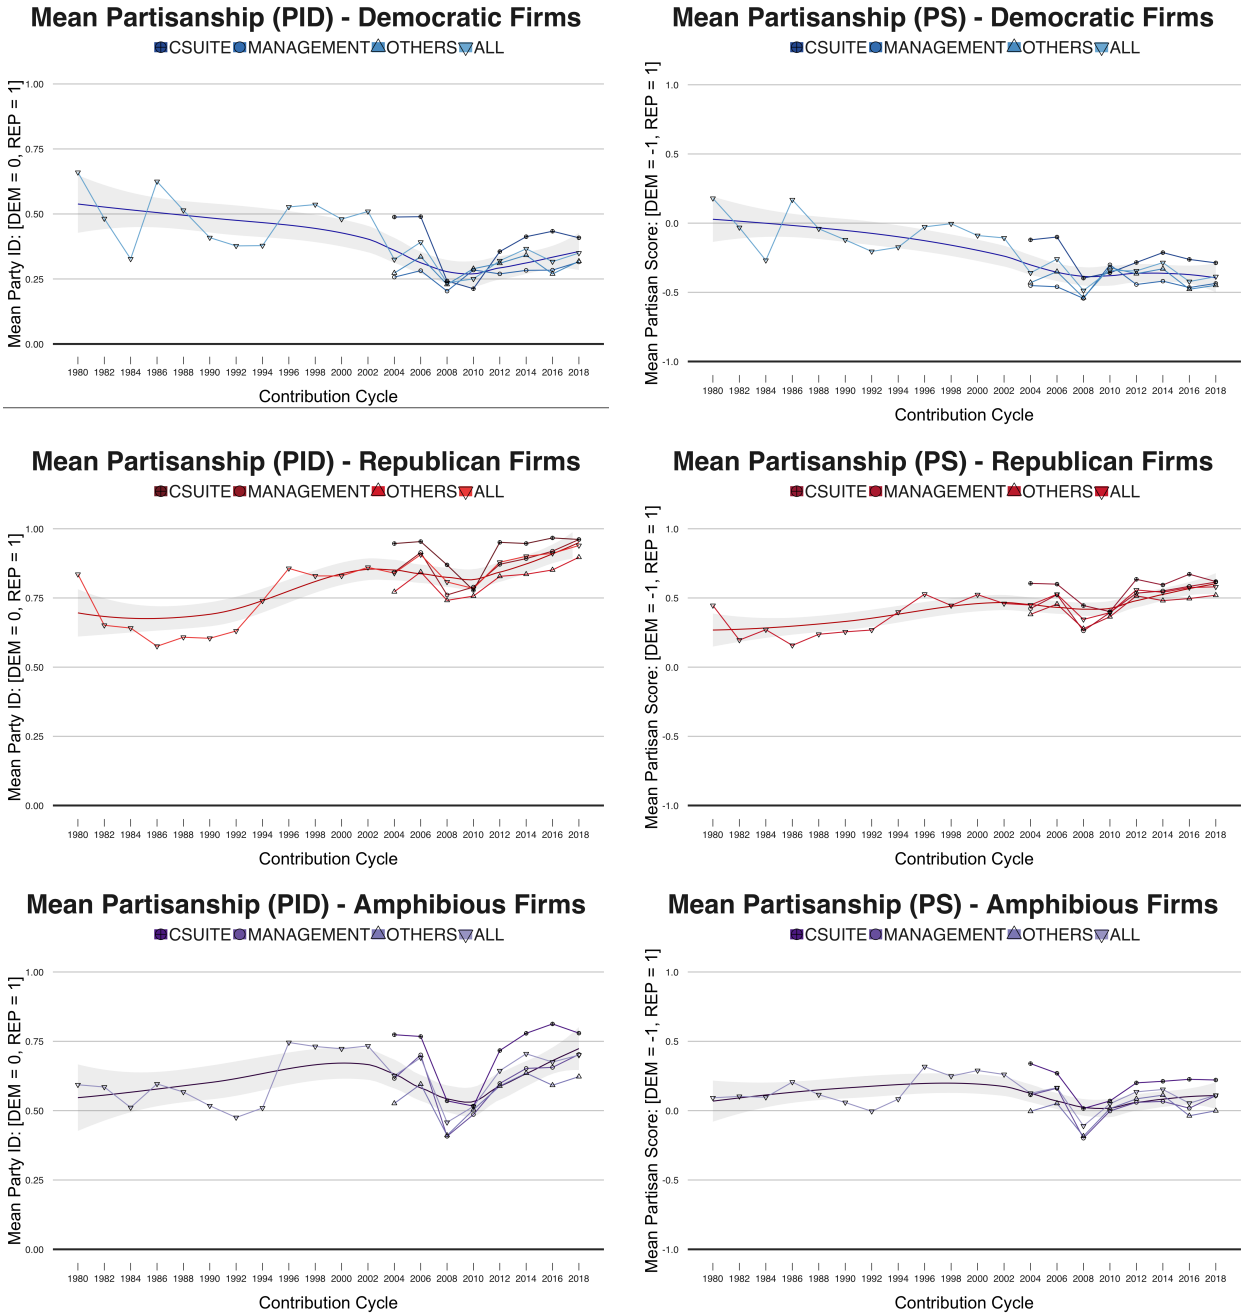 Mean Partisanship (PID) - Democratic Firms
CSUITE MANAGEMENT OTHERS ALL
Mean Party ID: [DEM = 0, REP = 1]
1.00
0.75
0.50
0.25
0.00
1980 1982 1984 1986 1988 1990 1992 1994 1996 1998 2000 2002 2004 2006 2008 2010 2012 2014 2016 2018
Contribution Cycle
Mean Partisanship (PS) - Democratic Firms
CSUITE MANAGEMENT OTHERS ALL
Mean Partisan Score: [DEM = -1, REP = 1]
1.0
0.5
0.0
-0.5
-1.0
1980 1982 1984 1986 1988 1990 1992 1994 1996 1998 2000 2002 2004 2006 2008 2010 2012 2014 2016 2018
Contribution Cycle
Mean Partisanship (PID) - Republican Firms
CSUITE MANAGEMENT OTHERS ALL
Mean Party ID: [DEM = 0, REP = 1]
1.00
0.75
0.50
0.25
0.00
1980 1982 1984 1986 1988 1990 1992 1994 1996 1998 2000 2002 2004 2006 2008 2010 2012 2014 2016 2018
Contribution Cycle
Mean Partisanship (PS) - Republican Firms
CSUITE MANAGEMENT OTHERS ALL
Mean Partisan Score: [DEM = -1, REP = 1]
1.0
0.5
0.0
-0.5
-1.0
1980 1982 1984 1986 1988 1990 1992 1994 1996 1998 2000 2002 2004 2006 2008 2010 2012 2014 2016 2018
Contribution Cycle
Mean Partisanship (PID) - Amphibious Firms
CSUITE MANAGEMENT OTHERS ALL
Mean Party ID: [DEM = 0, REP = 1]
1.00
0.75
0.50
0.25
0.00
1980 1982 1984 1986 1988 1990 1992 1994 1996 1998 2000 2002 2004 2006 2008 2010 2012 2014 2016 2018
Contribution Cycle
Mean Partisanship (PS) - Amphibious Firms
CSUITE MANAGEMENT OTHERS ALL
Mean Partisan Score: [DEM = -1, REP = 1]
1.0
0.5
0.0
-0.5
-1.0
1980 1982 1984 1986 1988 1990 1992 1994 1996 1998 2000 2002 2004 2006 2008 2010 2012 2014 2016 2018
Contribution Cycle